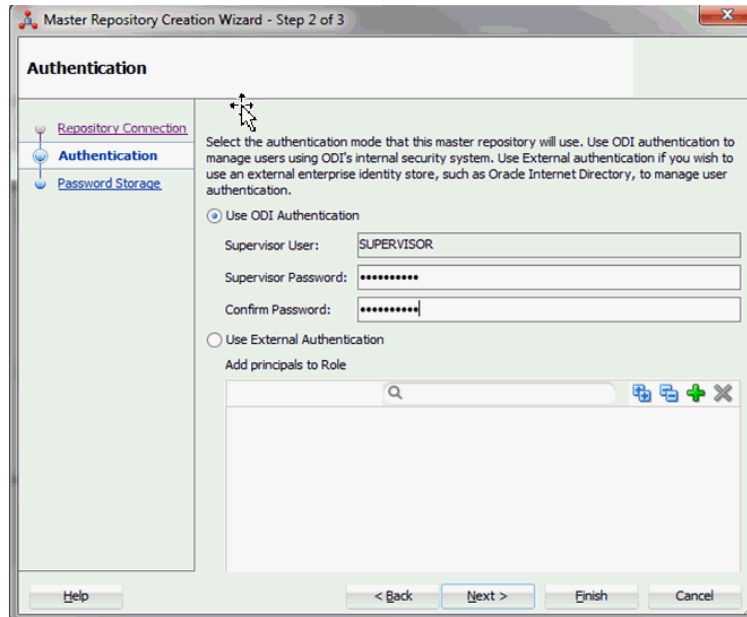 Master Repository Creation Wizard - Step 2 of 3
Authentication
Repository Connection
Authentication
Password Storage
Select the authentication mode that this master repository will use. Use ODI authentication to
manage users using ODI's internal security system. Use External authentication if you wish to
use an external enterprise identity store, such as Oracle Internet Directory, to manage user
authentication.
Use ODI Authentication
Supervisor User: SUPERVISOR
Supervisor Password: ••••••••••
Confirm Password: ••••••••••
Use External Authentication
Add principals to Role
Help
< Back
Next >
Finish
Cancel